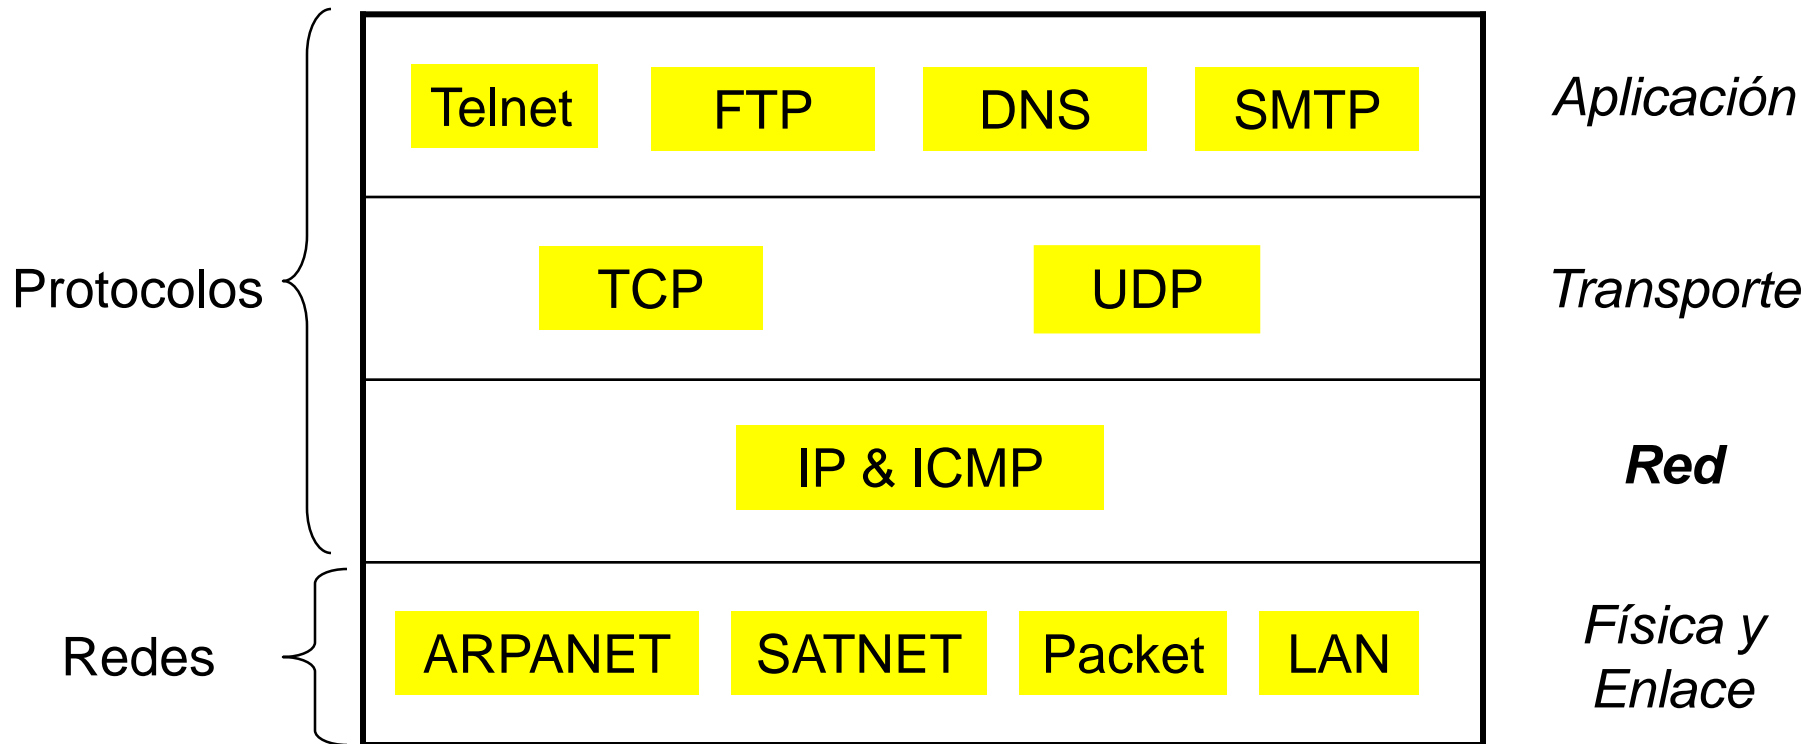 Telnet FTP DNS SMTP Aplicación
Protocolos TCP UDP Transporte
IP & ICMP Red
Redes ARPANET SATNET Packet LAN Física y
Enlace